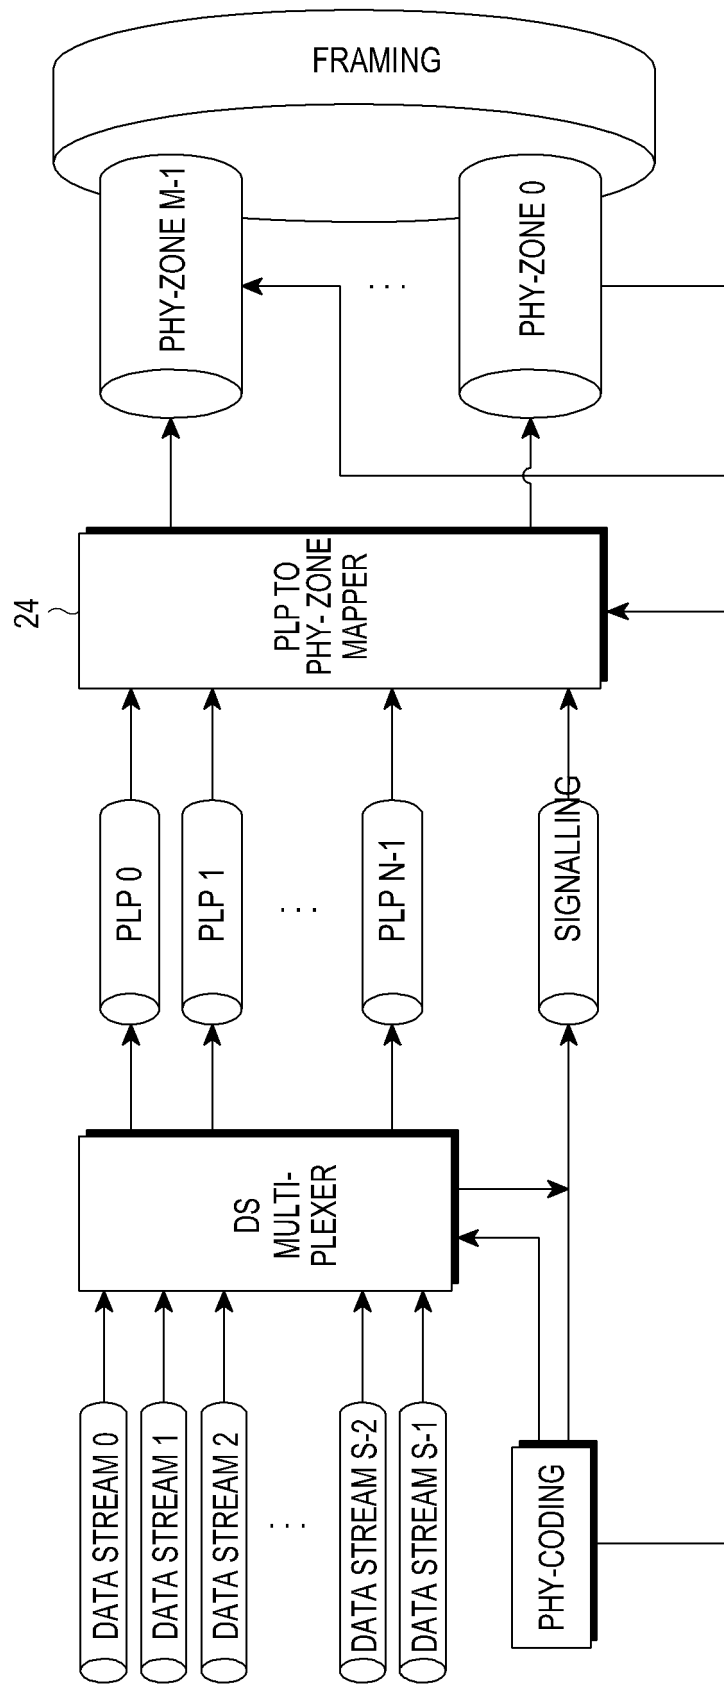 DATA STREAM 0
DATA STREAM 1
DATA STREAM 2
. . .
DATA STREAM S-2
DATA STREAM S-1
PHY-CODING
DS
MULTI-
PLEXER
PLP 0
PLP 1
. . .
PLP N-1
SIGNALLING
24
PLP TO
PHY- ZONE
MAPPER
PHY-ZONE M-1
. . .
PHY-ZONE 0
FRAMING